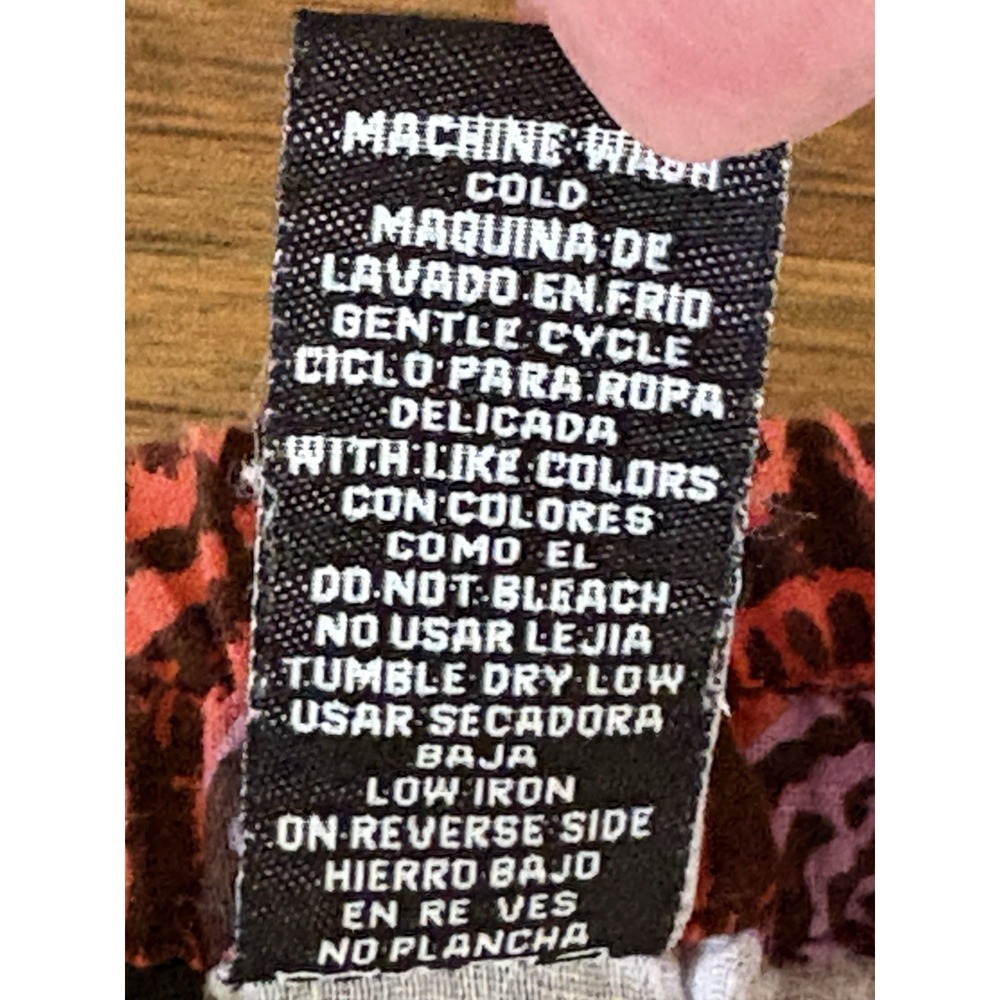 MACHINE WASH
COLD
MAQUINA DE
LAVADO EN FRIO
GENTLE CYCLE
CICLO PARA ROPA
DELICADA
WITH LIKE COLORS
CON COLORES
COMO EL
DO NOT BLEACH
NO USAR LEJIA
TUMBLE DRY LOW
USAR SECADORA
BAJA
LOW IRON
ON REVERSE SIDE
HIERRO BAJO
EN RE VES
NO PLANCHA